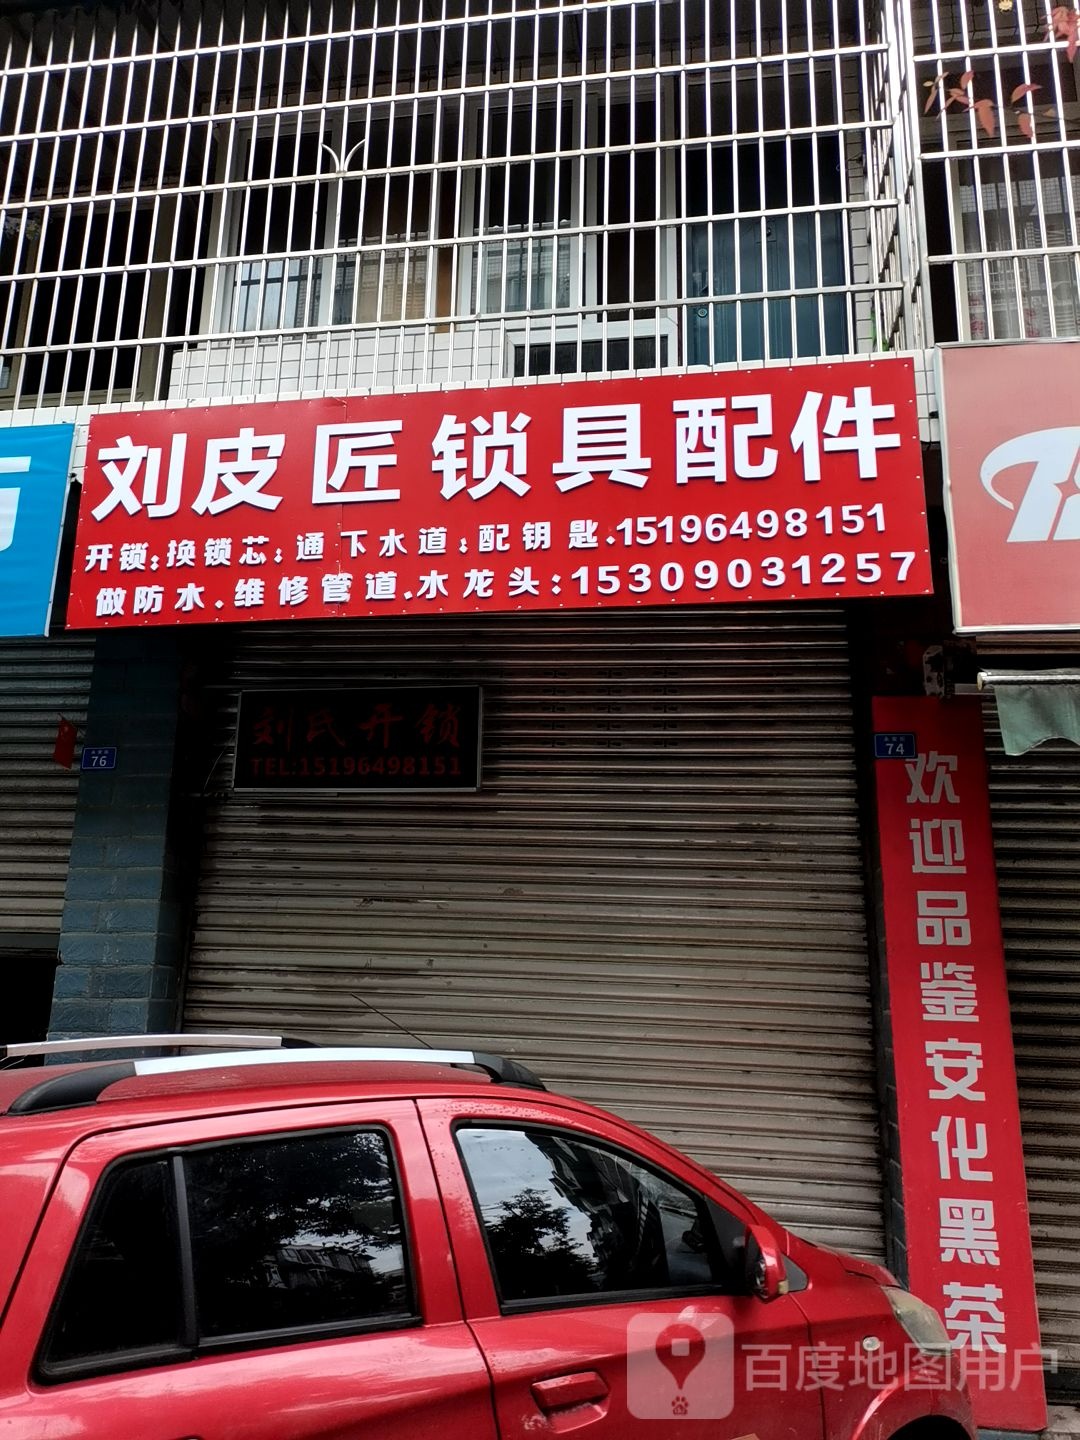 刘皮匠锁具配件
开锁;换锁芯;通下水道;配钥匙.15196498151
做防水.维修管道.水龙头:15309031257
刘氏开锁
TEL:15196498151
76
74
欢迎品鉴安化黑茶
百度地图用户